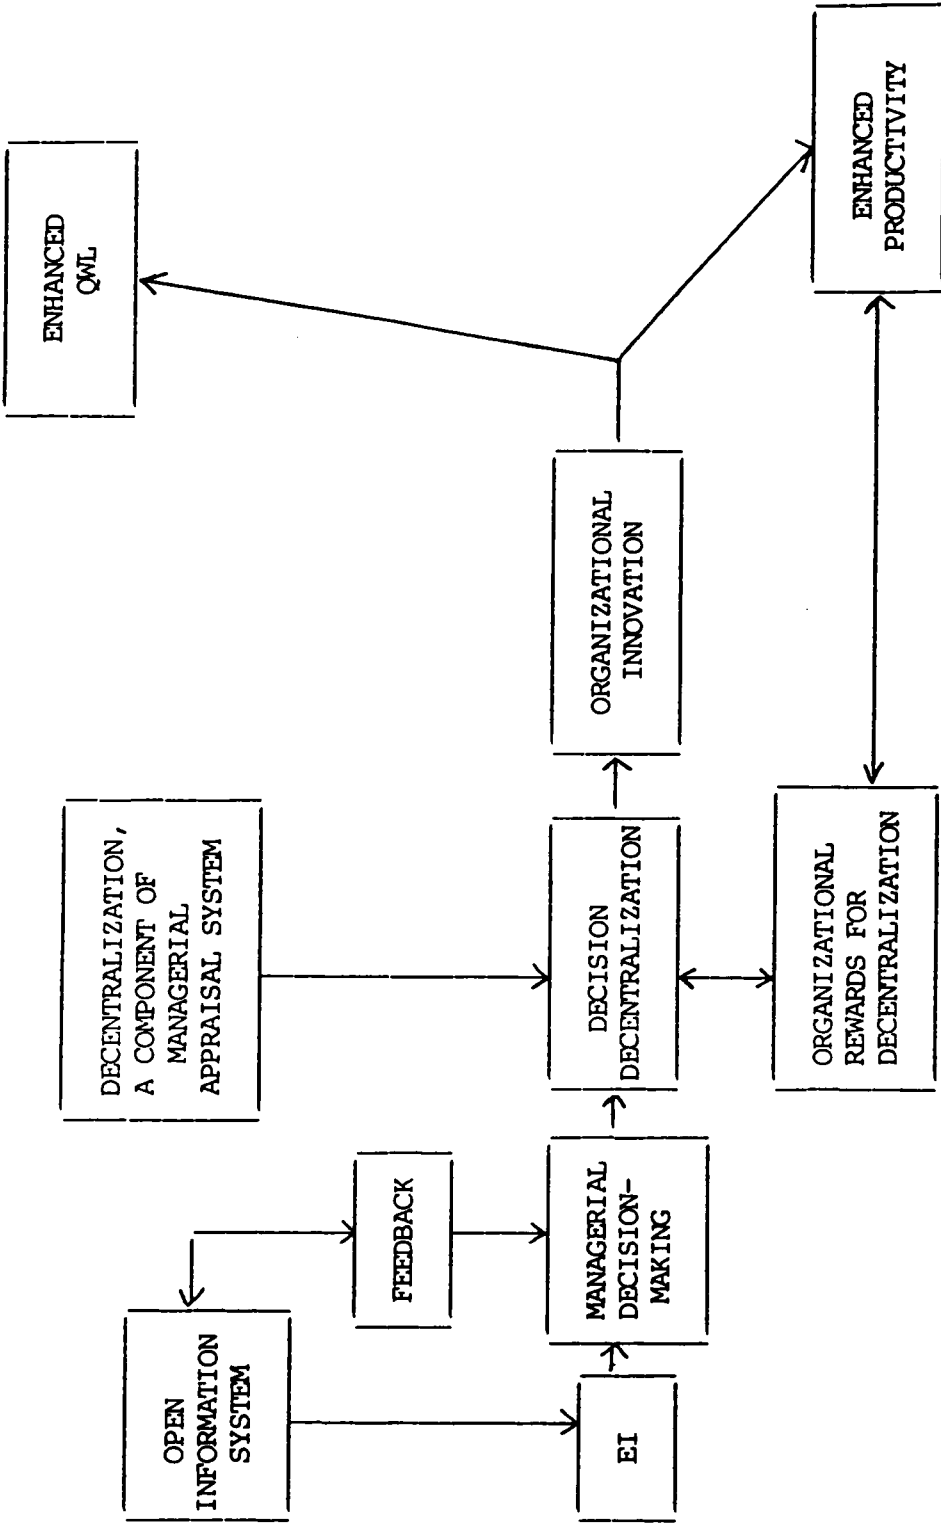 OPEN
INFORMATION
SYSTEM
EI
FEEDBACK
MANAGERIAL
DECISION-
MAKING
DECENTRALIZATION,
A COMPONENT OF
MANAGERIAL
APPRAISAL SYSTEM
DECISION
DECENTRALIZATION
ORGANIZATIONAL
REWARDS FOR
DECENTRALIZATION
ORGANIZATIONAL
INNOVATION
ENHANCED
QWL
ENHANCED
PRODUCTIVITY